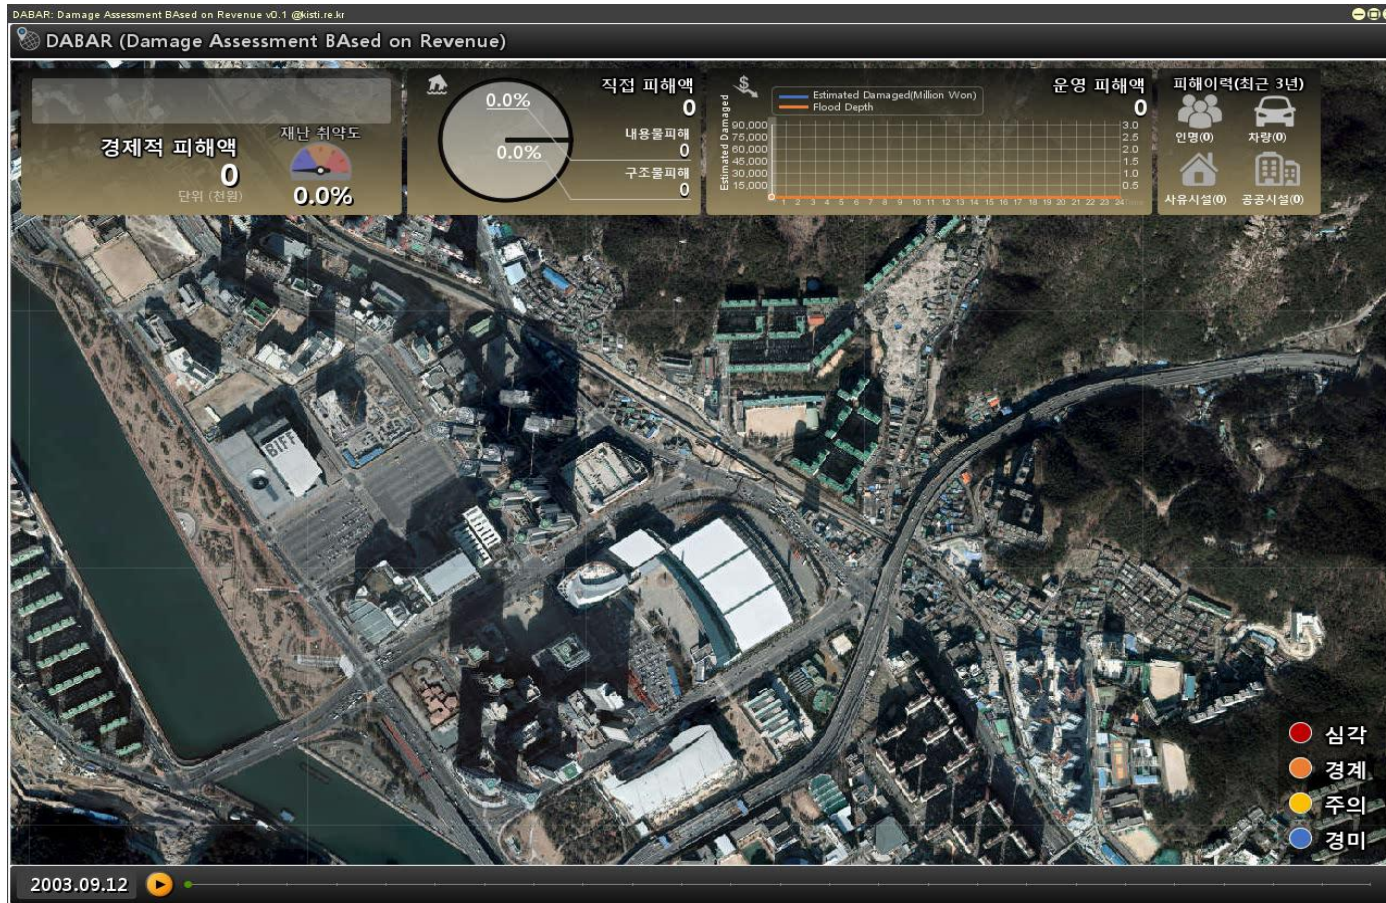 DABAR: Damage Assessment BAsed on Revenue v0.1 @kisti.re.kr
DABAR (Damage Assessment BAsed on Revenue)
경제적 피해액
0
단위 (천원)
재난 취약도
0.0%
0.0%
0.0%
직접 피해액
0
내용물피해
0
구조물피해
0
운영 피해액
0
Estimated Damaged(Million Won)
Flood Depth
Estimated Damaged
90,000
75,000
60,000
45,000
30,000
15,000
3.0
2.5
2.0
1.5
1.0
0.5
1 2 3 4 5 6 7 8 9 10 11 12 13 14 15 16 17 18 19 20 21 22 23 24 Time
피해이력(최근 3년)
인명(0)
차량(0)
사유시설(0)
공공시설(0)
BIFF
심각
경계
주의
경미
2003.09.12